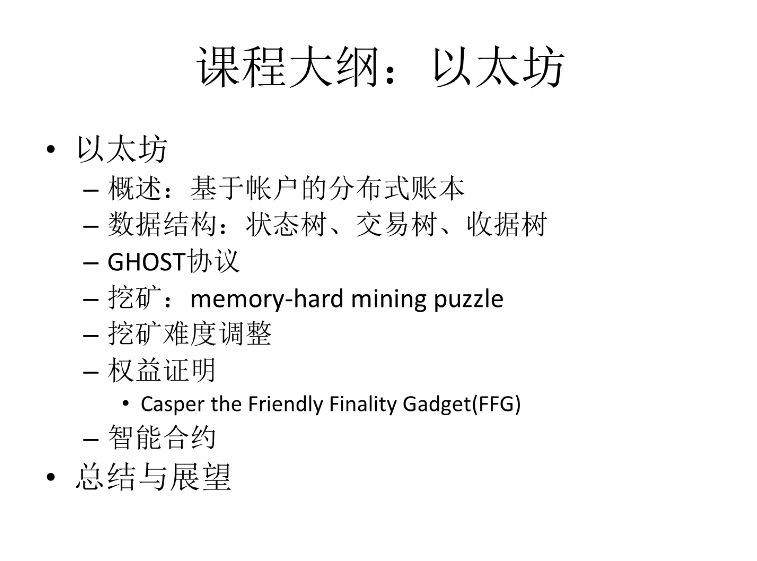 课程大纲：以太坊
• 以太坊
– 概述：基于帐户的分布式账本
– 数据结构：状态树、交易树、收据树
– GHOST协议
– 挖矿：memory-hard mining puzzle
– 挖矿难度调整
– 权益证明
• Casper the Friendly Finality Gadget(FFG)
– 智能合约
• 总结与展望